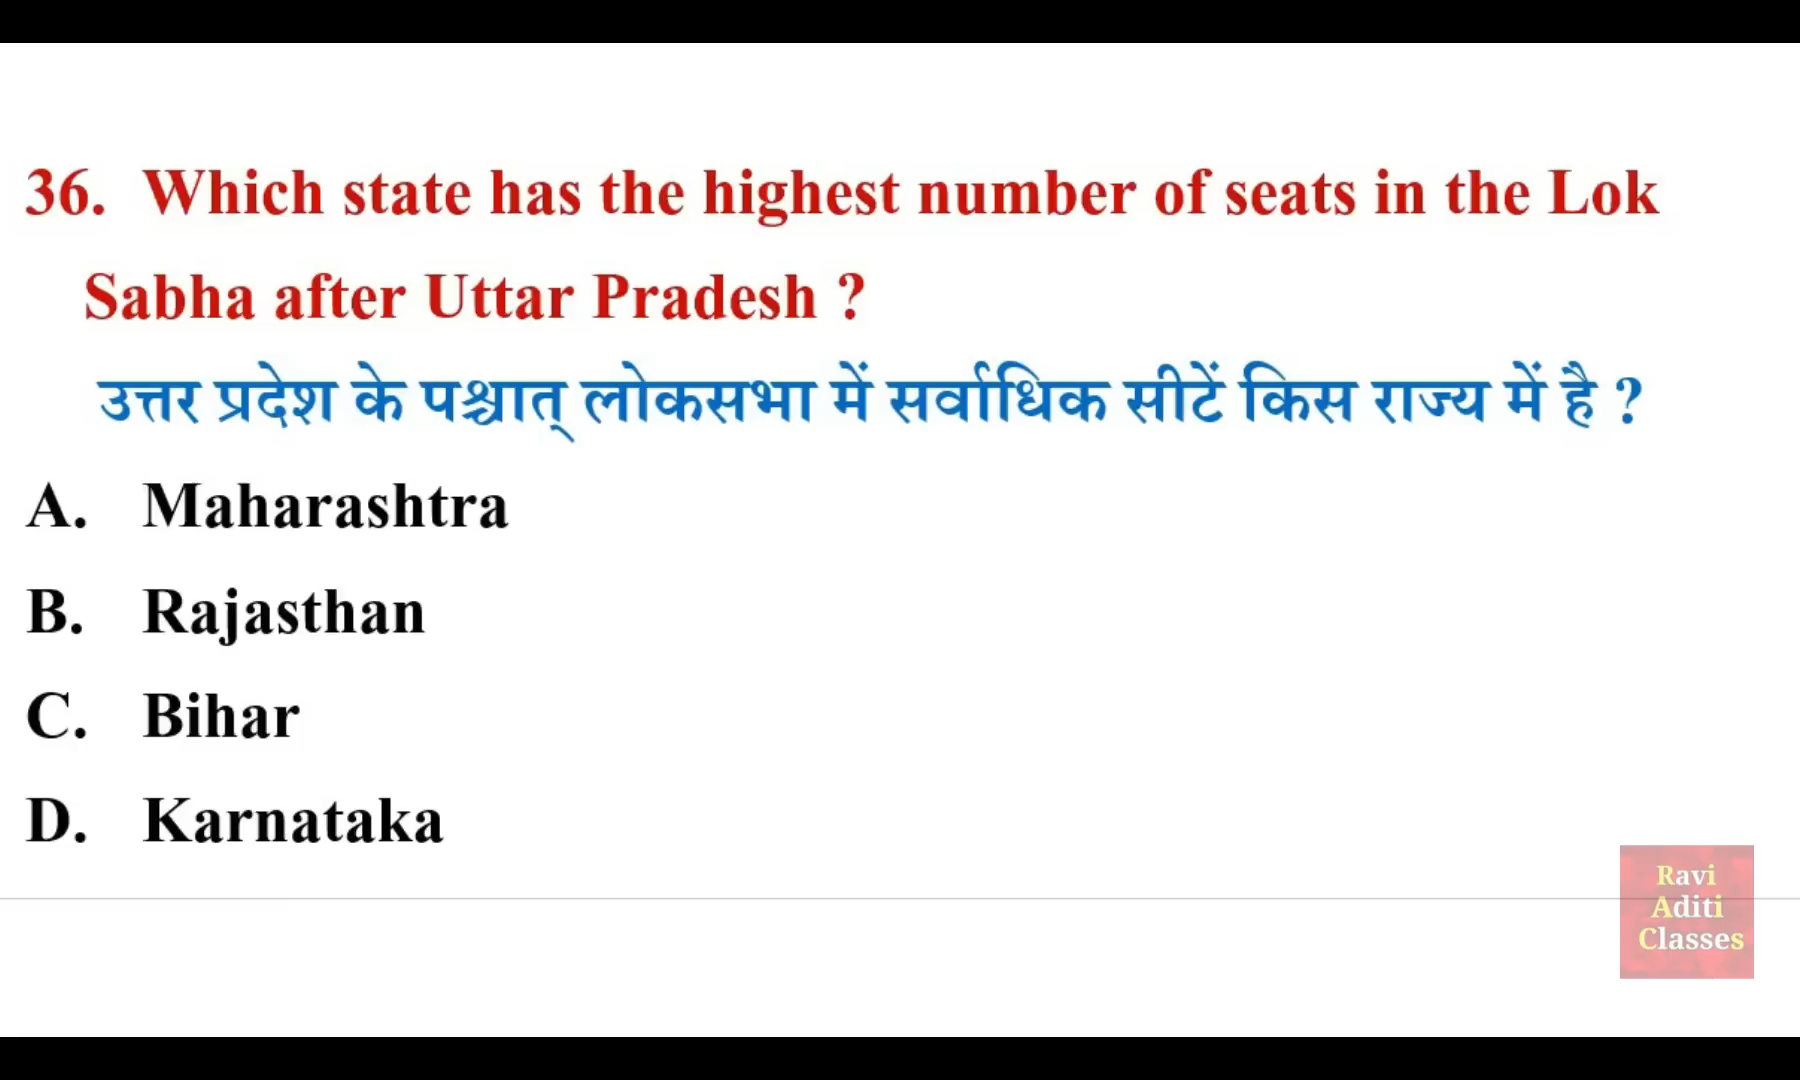 36. Which state has the highest number of seats in the Lok
Sabha after Uttar Pradesh ?
उत्तर प्रदेश के पश्चात् लोकसभा में सर्वाधिक सीटें किस राज्य में है ?
A. Maharashtra
B. Rajasthan
C. Bihar
D. Karnataka
Ravi
Aditi
Classes